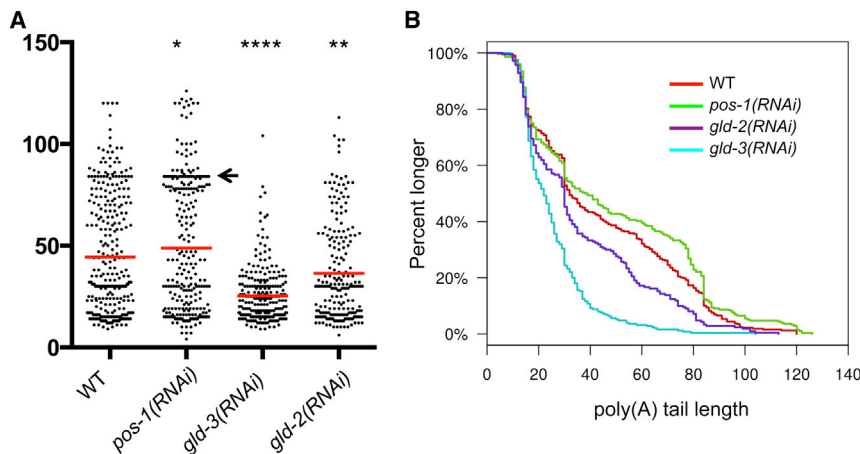 A
150
100
50
0
*
****
**
WT
pos-1(RNAi)
gld-3(RNAi)
gld-2(RNAi)
B
100%
80%
60%
40%
20%
0%
Percent longer
WT
pos-1(RNAi)
gld-2(RNAi)
gld-3(RNAi)
0 20 40 60 80 100 120 140
poly(A) tail length